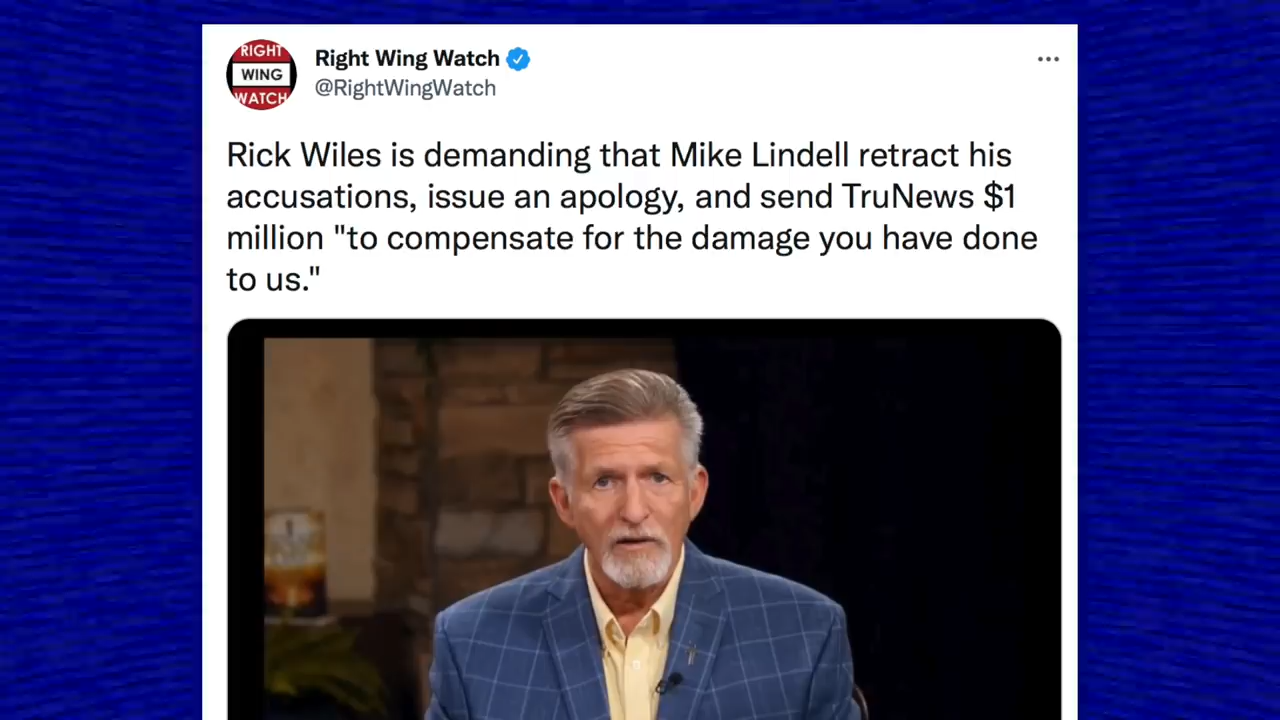 RIGHT
WING
WATCH
Right Wing Watch
@RightWingWatch
Rick Wiles is demanding that Mike Lindell retract his
accusations, issue an apology, and send TruNews $1
million "to compensate for the damage you have done
to us."